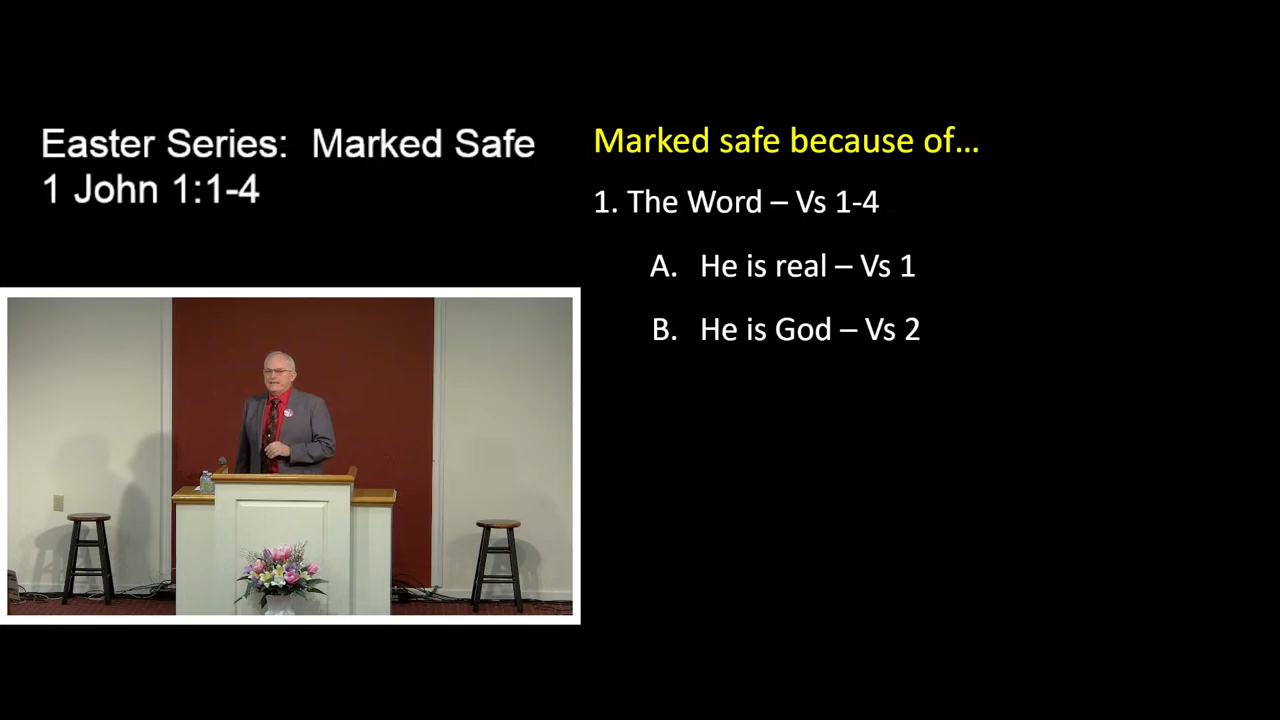 Easter Series:  Marked Safe
1 John 1:1-4
Marked safe because of…
1. The Word – Vs 1-4
A. He is real – Vs 1
B. He is God – Vs 2